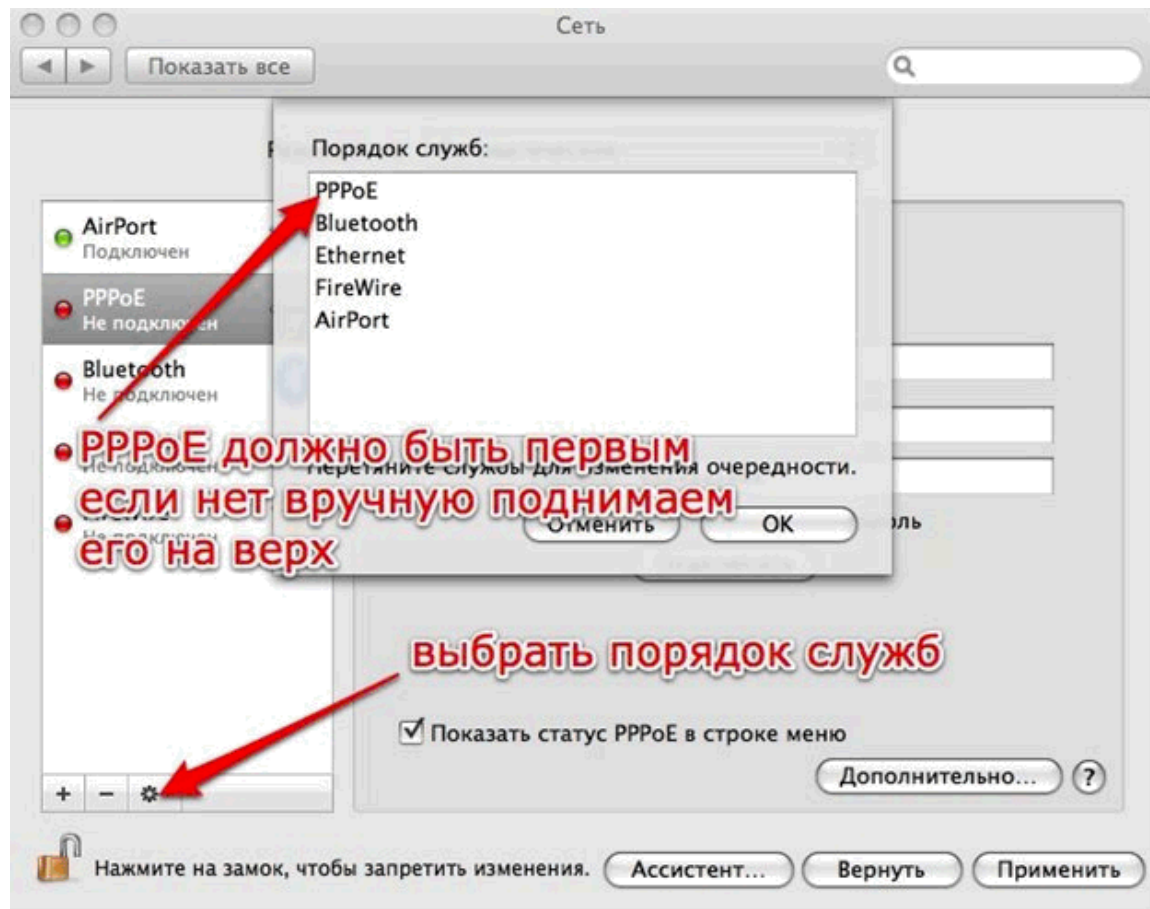 Сеть
Показать все
Порядок служб:
PPPoE
Bluetooth
Ethernet
FireWire
AirPort
AirPort
Подключен
PPPoE
Не подключен
Bluetooth
Не подключен
PPPoE должно быть первым
если нет вручную поднимаем
его на верх
Перетяните службы для изменения очередности.
Отменить
OK
выбрать порядок служб
Показать статус PPPoE в строке меню
Дополнительно... ?
+ −
Нажмите на замок, чтобы запретить изменения. Ассистент... Вернуть Применить